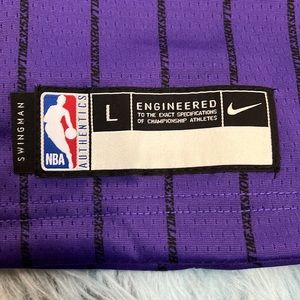 SWINGMAN
NBA
AUTHENTICS
L
ENGINEERED
TO THE EXACT SPECIFICATIONS
OF CHAMPIONSHIP ATHLETES